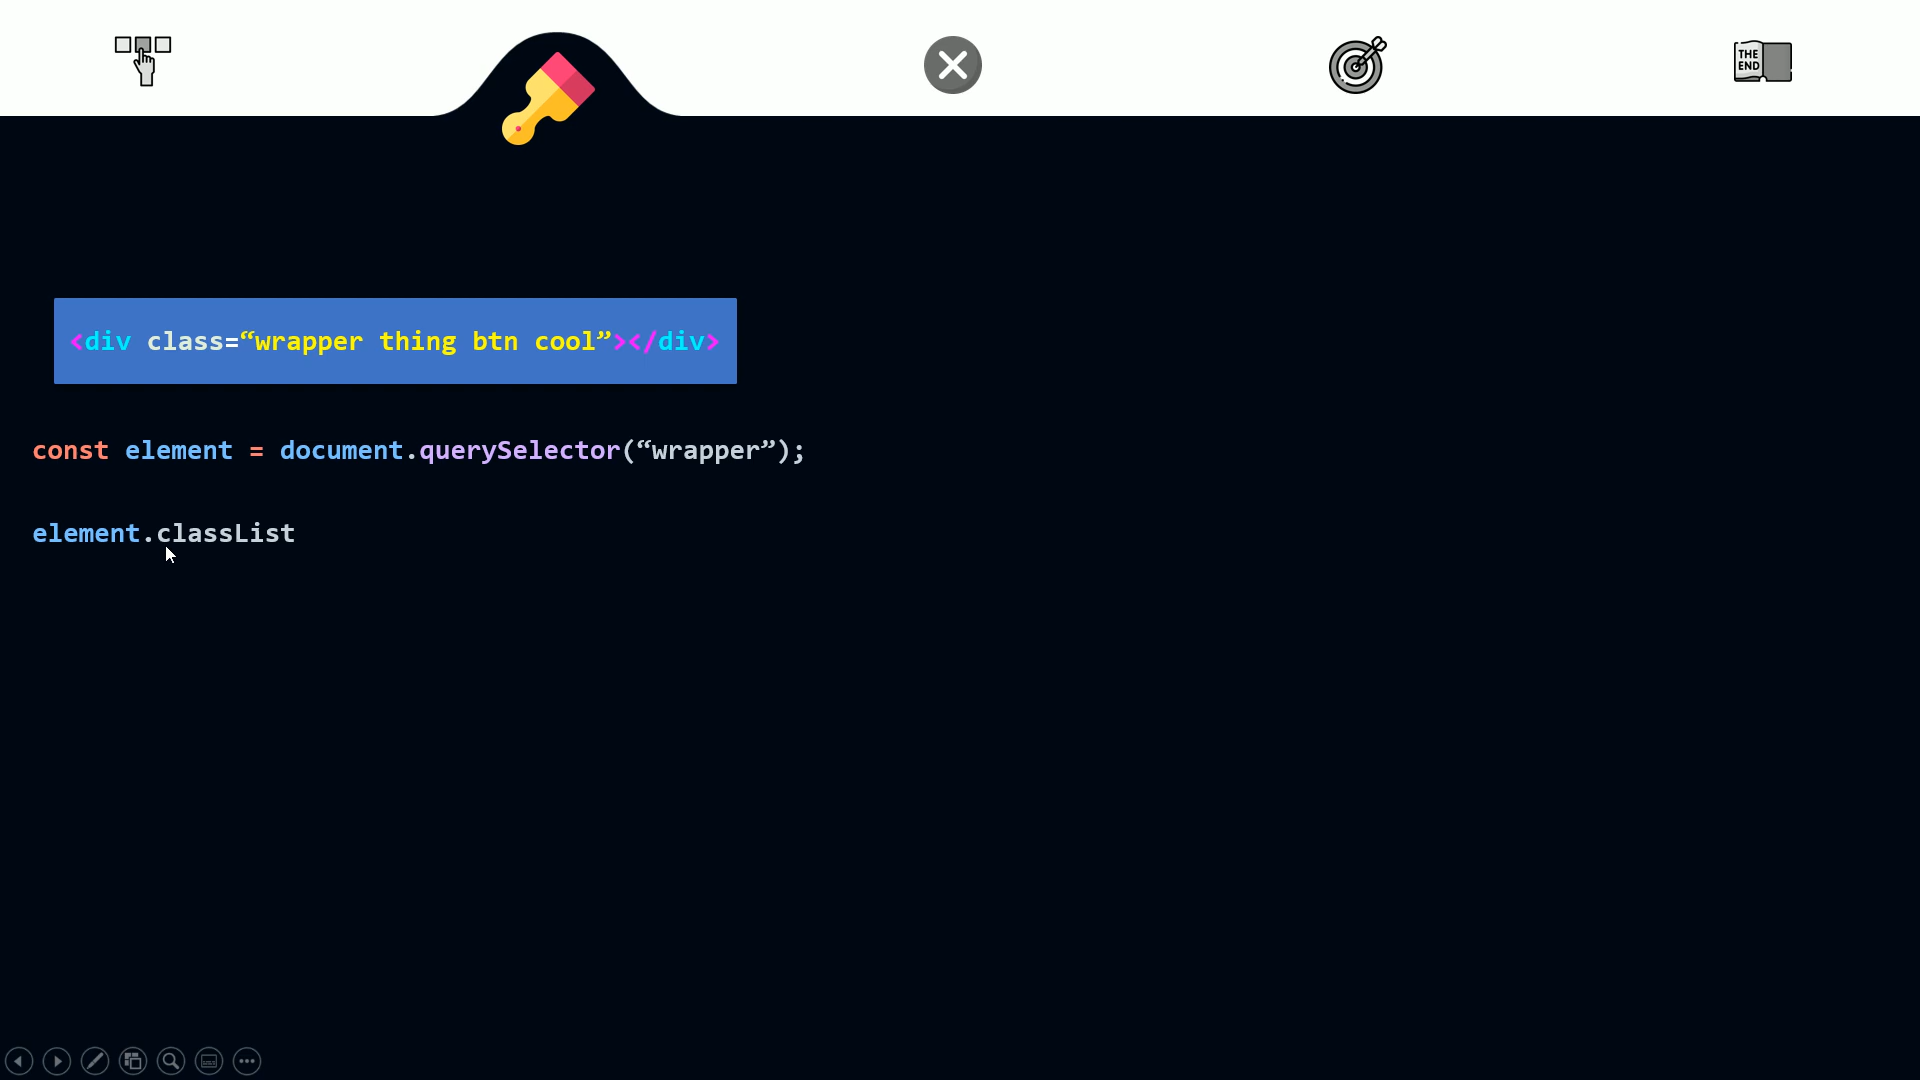 THE
END
<div class=“wrapper thing btn cool”></div>
const element = document.querySelector(“wrapper”);
element.classList